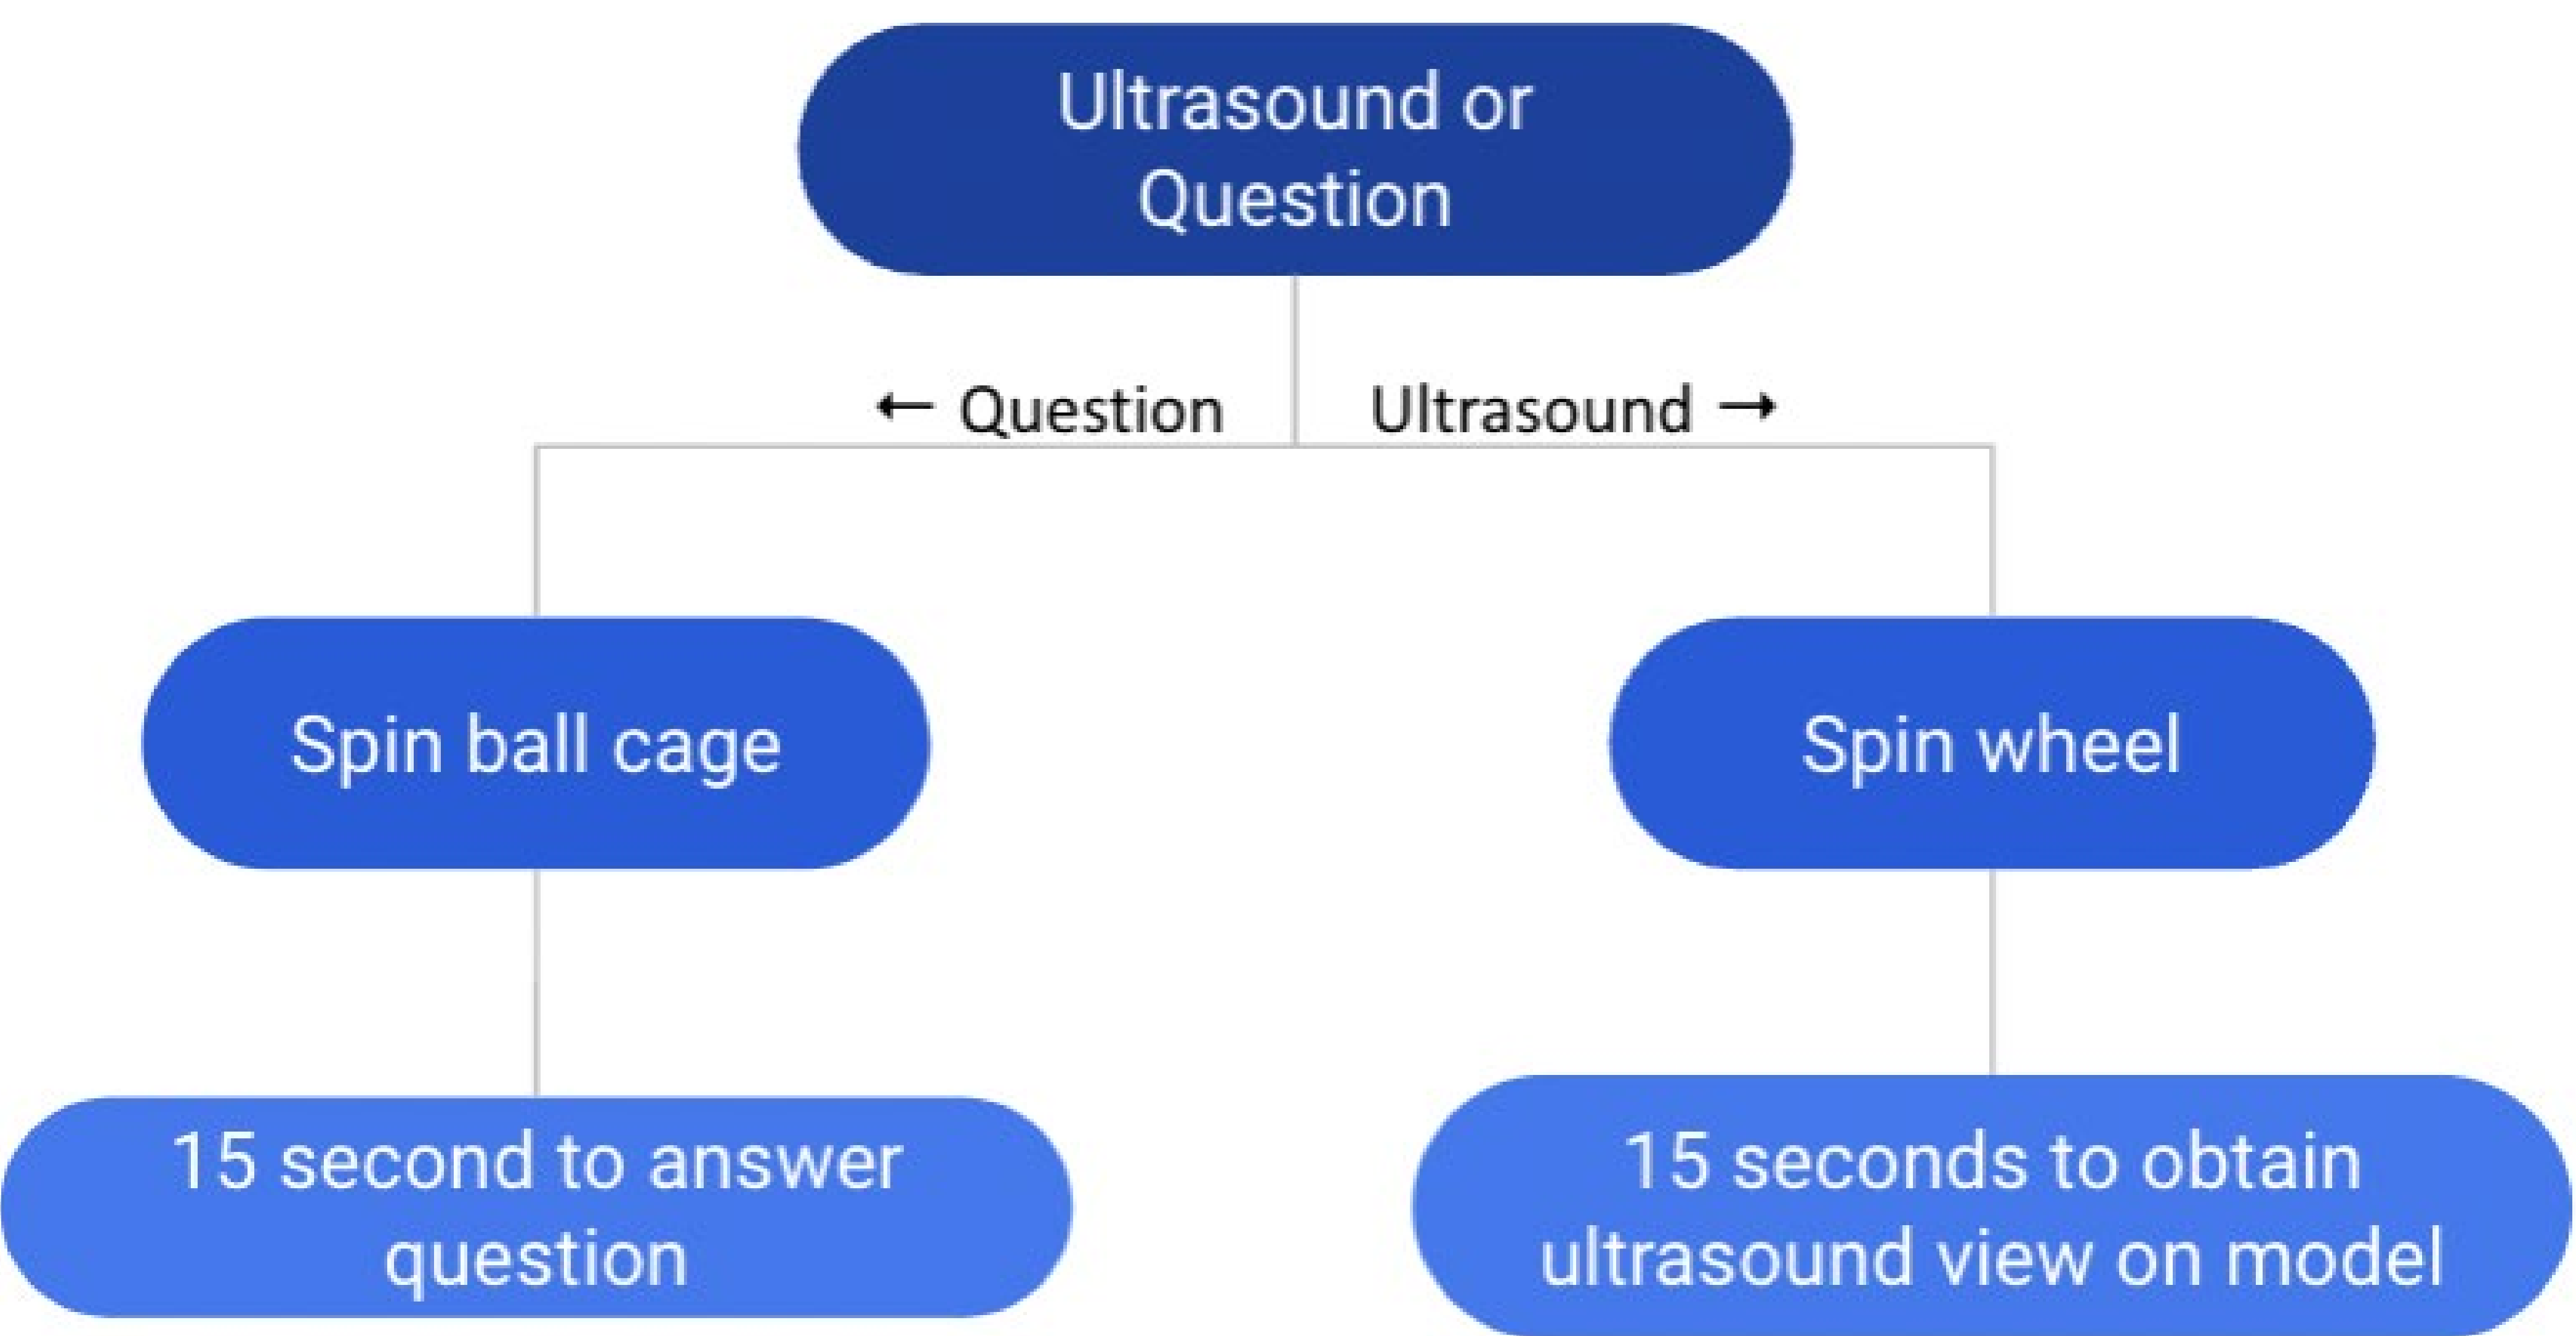 Ultrasound or
Question
← Question
Ultrasound →
Spin ball cage
Spin wheel
15 second to answer
question
15 seconds to obtain
ultrasound view on model